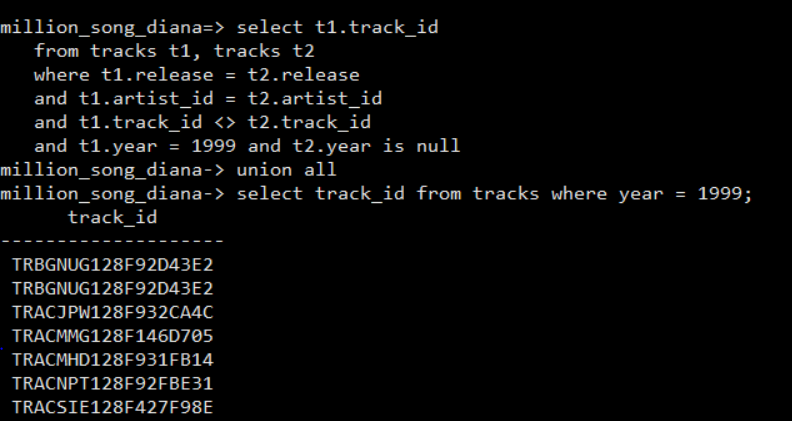 million_song_diana=> select t1.track_id
from tracks t1, tracks t2
where t1.release = t2.release
and t1.artist_id = t2.artist_id
and t1.track_id <> t2.track_id
and t1.year = 1999 and t2.year is null
million_song_diana-> union all
million_song_diana-> select track_id from tracks where year = 1999;
track_id
--------------------
TRBGNUG128F92D43E2
TRBGNUG128F92D43E2
TRACJPW128F932CA4C
TRACMMG128F146D705
TRACMHD128F931FB14
TRACNPT128F92FBE31
TRACSIE128F427F98E